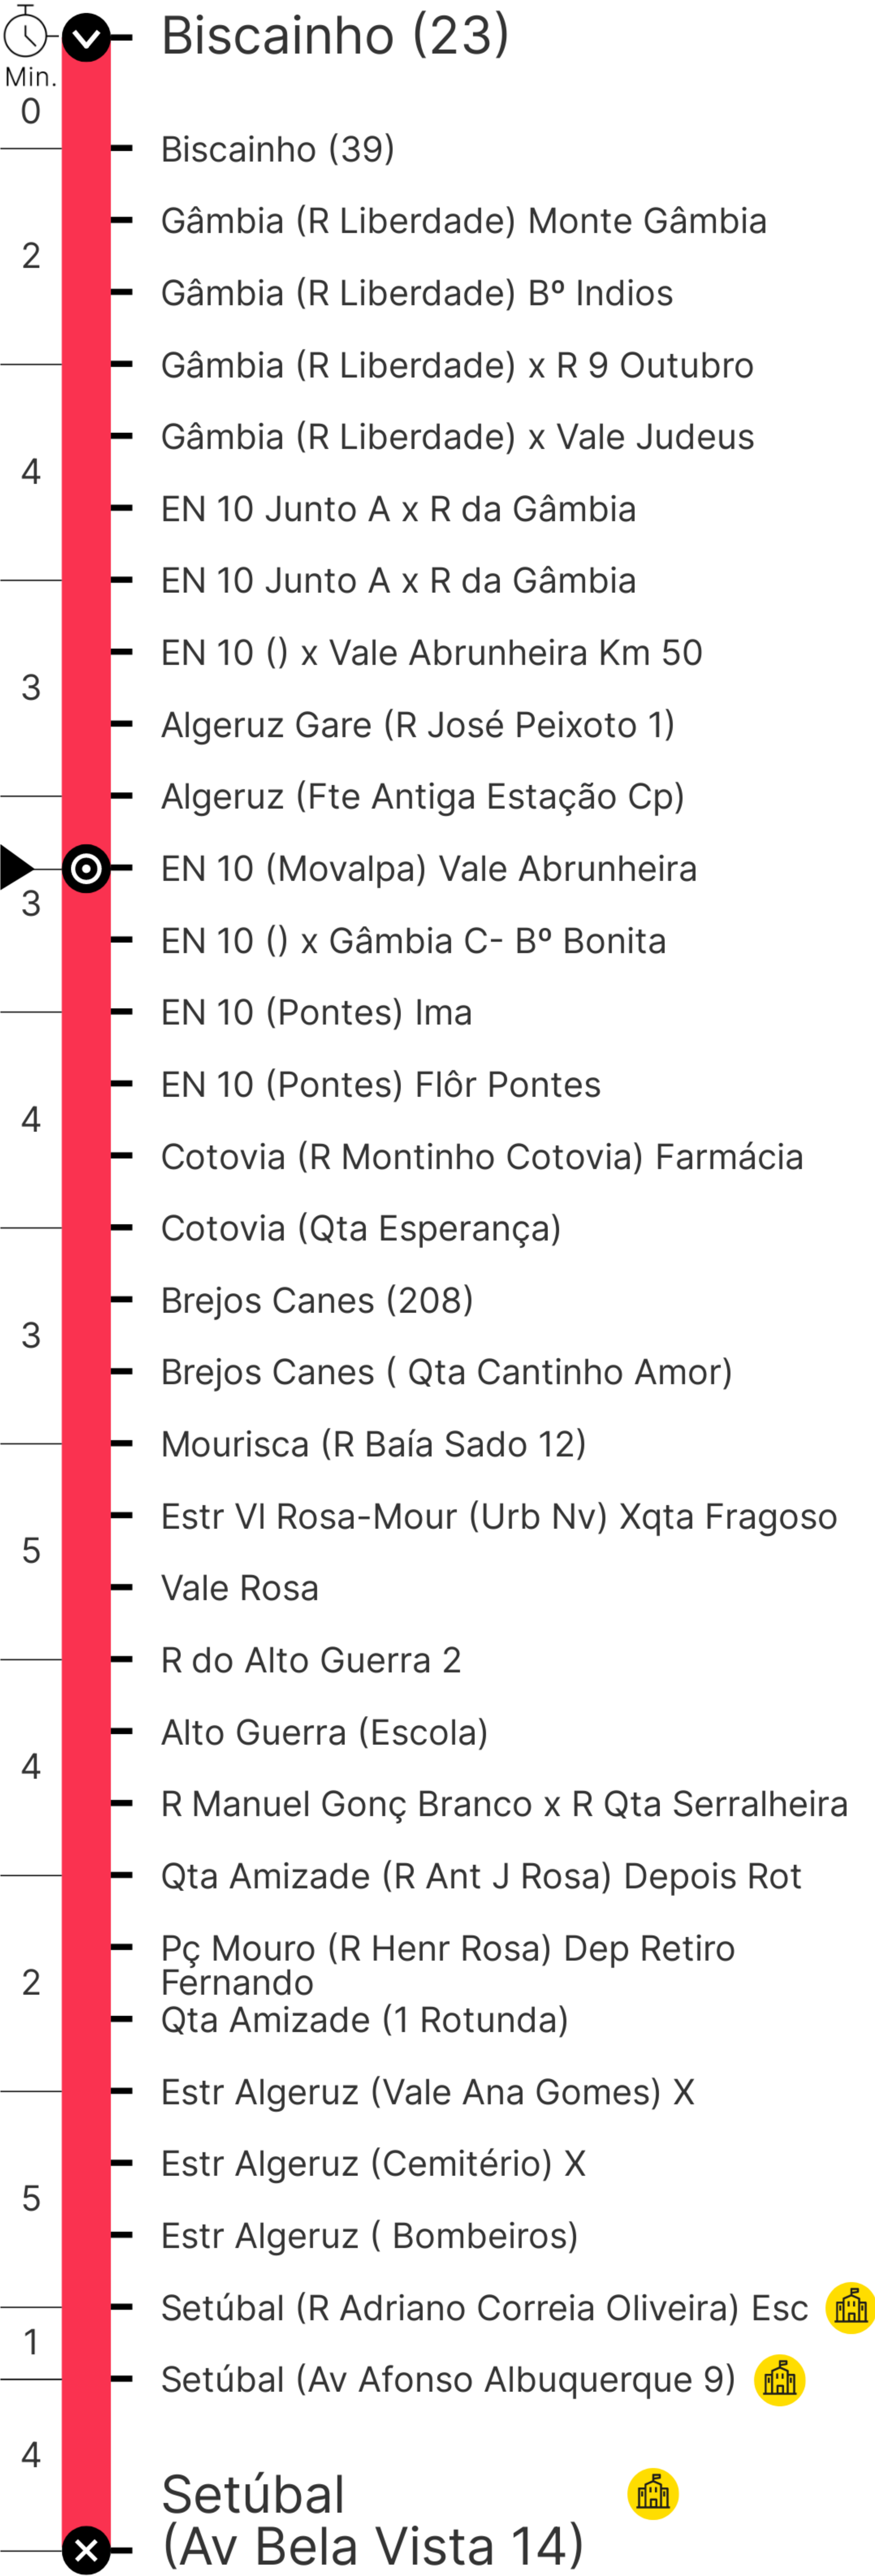 Biscainho (23)
Min.
0
Biscainho (39)
Gâmbia (R Liberdade) Monte Gâmbia
2
Gâmbia (R Liberdade) Bº Indios
Gâmbia (R Liberdade) x R 9 Outubro
Gâmbia (R Liberdade) x Vale Judeus
4
EN 10 Junto A x R da Gâmbia
EN 10 Junto A x R da Gâmbia
EN 10 () x Vale Abrunheira Km 50
3
Algeruz Gare (R José Peixoto 1)
Algeruz (Fte Antiga Estação Cp)
EN 10 (Movalpa) Vale Abrunheira
3
EN 10 () x Gâmbia C- Bº Bonita
EN 10 (Pontes) Ima
EN 10 (Pontes) Flôr Pontes
4
Cotovia (R Montinho Cotovia) Farmácia
Cotovia (Qta Esperança)
Brejos Canes (208)
3
Brejos Canes ( Qta Cantinho Amor)
Mourisca (R Baía Sado 12)
Estr Vl Rosa-Mour (Urb Nv) Xqta Fragoso
5
Vale Rosa
R do Alto Guerra 2
Alto Guerra (Escola)
4
R Manuel Gonç Branco x R Qta Serralheira
Qta Amizade (R Ant J Rosa) Depois Rot
Pç Mouro (R Henr Rosa) Dep Retiro
Fernando
2
Qta Amizade (1 Rotunda)
Estr Algeruz (Vale Ana Gomes) X
Estr Algeruz (Cemitério) X
5
Estr Algeruz ( Bombeiros)
Setúbal (R Adriano Correia Oliveira) Esc
1
Setúbal (Av Afonso Albuquerque 9)
4
Setúbal
(Av Bela Vista 14)